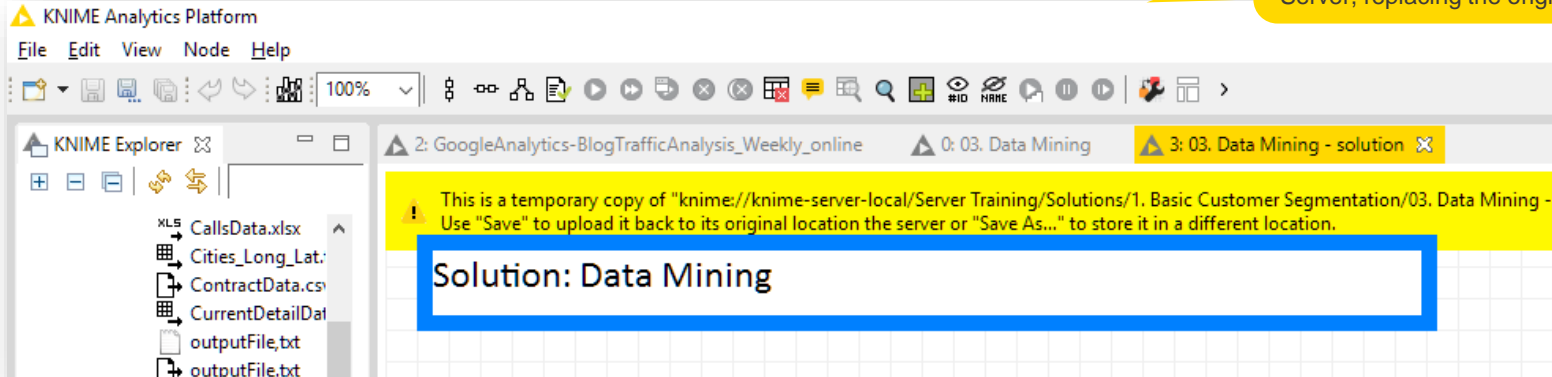 Server, replacing the origi
KNIME Analytics Platform
File Edit View Node Help
100%
#ID NAME
KNIME Explorer
2: GoogleAnalytics-BlogTrafficAnalysis_Weekly_online
0: 03. Data Mining
3: 03. Data Mining - solution
This is a temporary copy of "knime://knime-server-local/Server Training/Solutions/1. Basic Customer Segmentation/03. Data Mining -
Use "Save" to upload it back to its original location the server or "Save As..." to store it in a different location.
XLS CallsData.xlsx
Cities_Long_Lat.
ContractData.csv
CurrentDetailDat
outputFile,txt
outputFile.txt
Solution: Data Mining